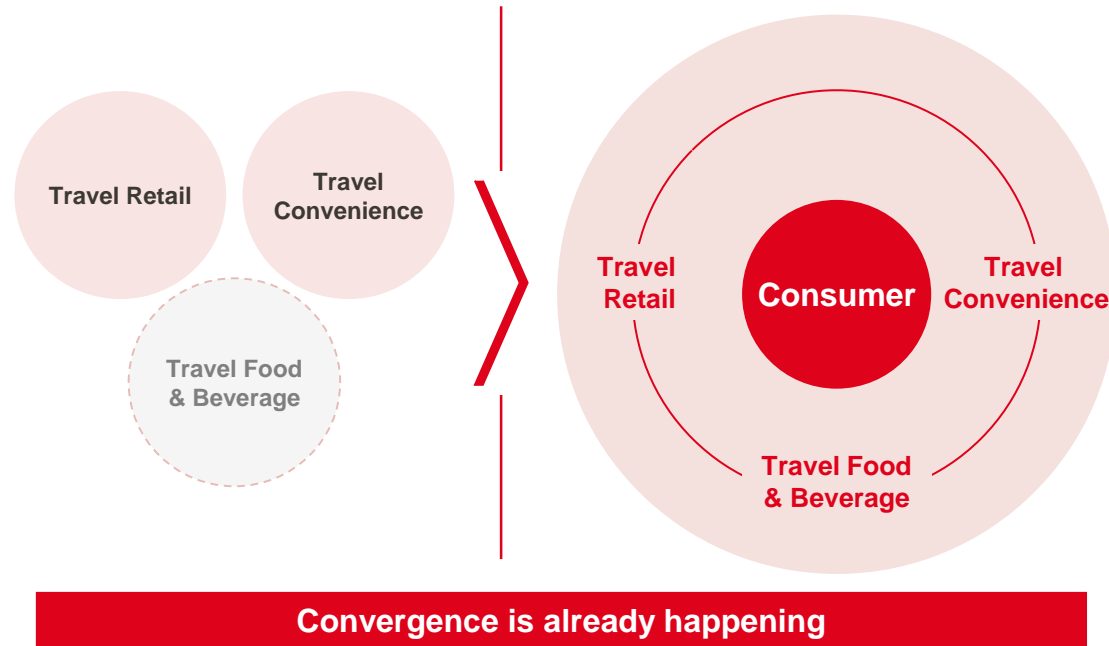 Travel Retail
Travel
Convenience
Travel Food
& Beverage
Travel
Retail
Consumer
Travel
Convenience
Travel Food
& Beverage
Convergence is already happening